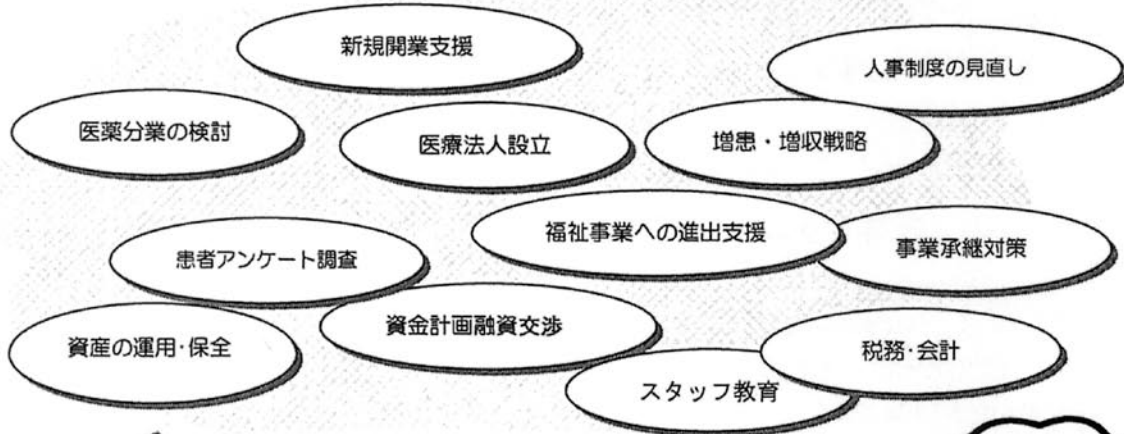 新規開業支援
人事制度の見直し
医薬分業の検討
医療法人設立
増患・増収戦略
福祉事業への進出支援
事業承継対策
患者アンケート調査
資金計画融資交渉
資産の運用・保全
税務・会計
スタッフ教育